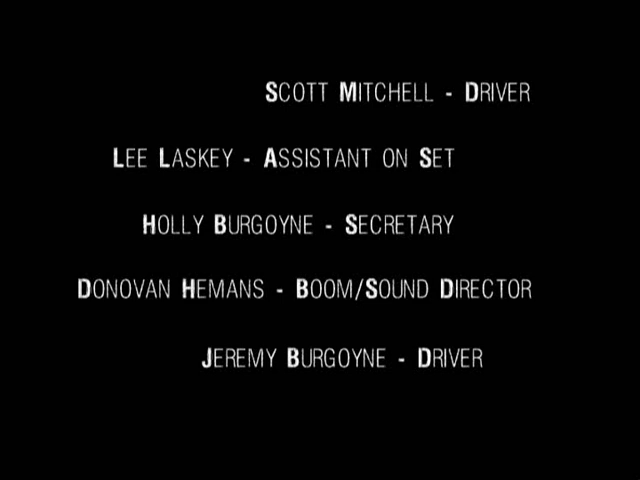 SCOTT MITCHELL - DRIVER
LEE LASKEY - ASSISTANT ON SET
HOLLY BURGOYNE - SECRETARY
DONOVAN HEMANS - BOOM/SOUND DIRECTOR
JEREMY BURGOYNE - DRIVER